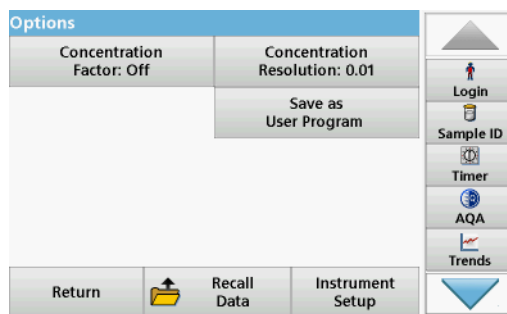 Options
Concentration
Factor: Off
Concentration
Resolution: 0.01
Save as
User Program
Return
Recall
Data
Instrument
Setup
Login
Sample ID
Timer
AQA
Trends